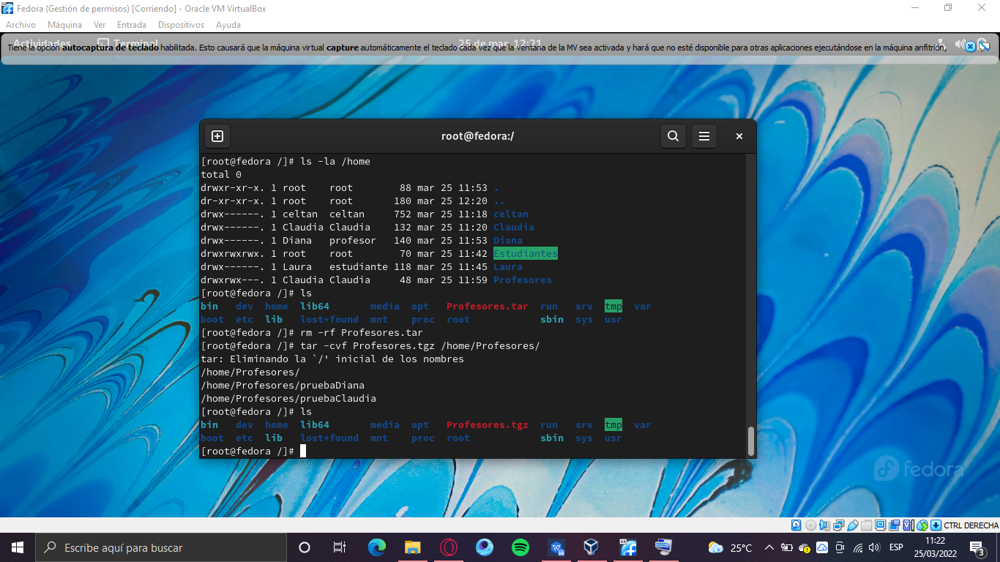 Fedora (Gestión de permisos) [Corriendo] - Oracle VM VirtualBox
Archivo Máquina Ver Entrada Dispositivos Ayuda
Actividades Terminal 25 de mar 12:21
Tiene la opción autocaptura de teclado habilitada. Esto causará que la máquina virtual capture automáticamente el teclado cada vez que la ventana de la MV sea activada y hará que no esté disponible para otras aplicaciones ejecutándose en la máquina anfitrión,
root@fedora:/
[root@fedora /]# ls -la /home
total 0
drwxr-xr-x. 1 root    root        88 mar 25 11:53 .
dr-xr-xr-x. 1 root    root       180 mar 25 12:20 ..
drwx------. 1 celtan  celtan     752 mar 25 11:18 celtan
drwx------. 1 Claudia Claudia    132 mar 25 11:20 Claudia
drwx------. 1 Diana   profesor   140 mar 25 11:53 Diana
drwxrwxrwx. 1 root    root        70 mar 25 11:42 Estudiantes
drwx------. 1 Laura   estudiante 118 mar 25 11:45 Laura
drwxrwx---. 1 Claudia Claudia     48 mar 25 11:59 Profesores
[root@fedora /]# ls
bin   dev  home  lib64       media  opt   Profesores.tar  run   srv  tmp  var
boot  etc  lib   lost+found  mnt    proc  root            sbin  sys  usr
[root@fedora /]# rm -rf Profesores.tar
[root@fedora /]# tar -cvf Profesores.tgz /home/Profesores/
tar: Eliminando la `/' inicial de los nombres
/home/Profesores/
/home/Profesores/pruebaDiana
/home/Profesores/pruebaClaudia
[root@fedora /]# ls
bin   dev  home  lib64       media  opt   Profesores.tgz  run   srv  tmp  var
boot  etc  lib   lost+found  mnt    proc  root            sbin  sys  usr
[root@fedora /]#
fedora
CTRL DERECHA
Escribe aquí para buscar
25°C
ESP
11:22
25/03/2022
3